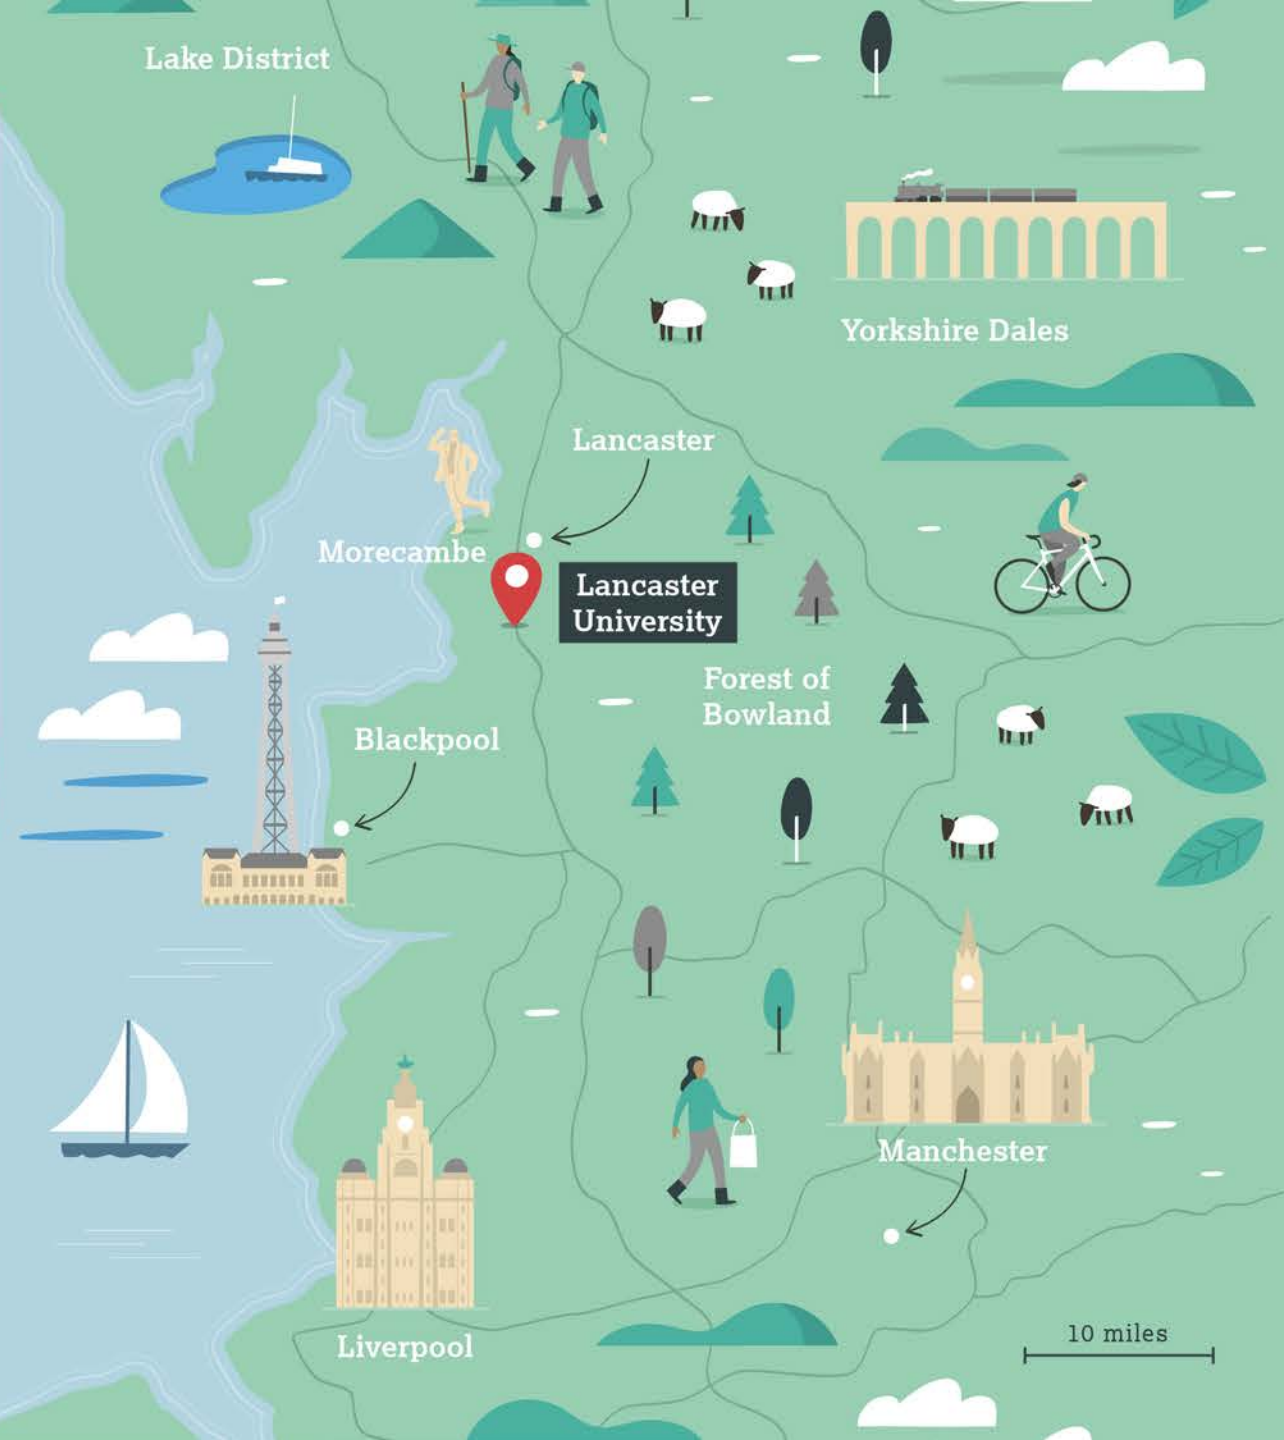 Lake District
Yorkshire Dales
Lancaster
Morecambe
Lancaster
University
Forest of
Bowland
Blackpool
Manchester
Liverpool
10 miles